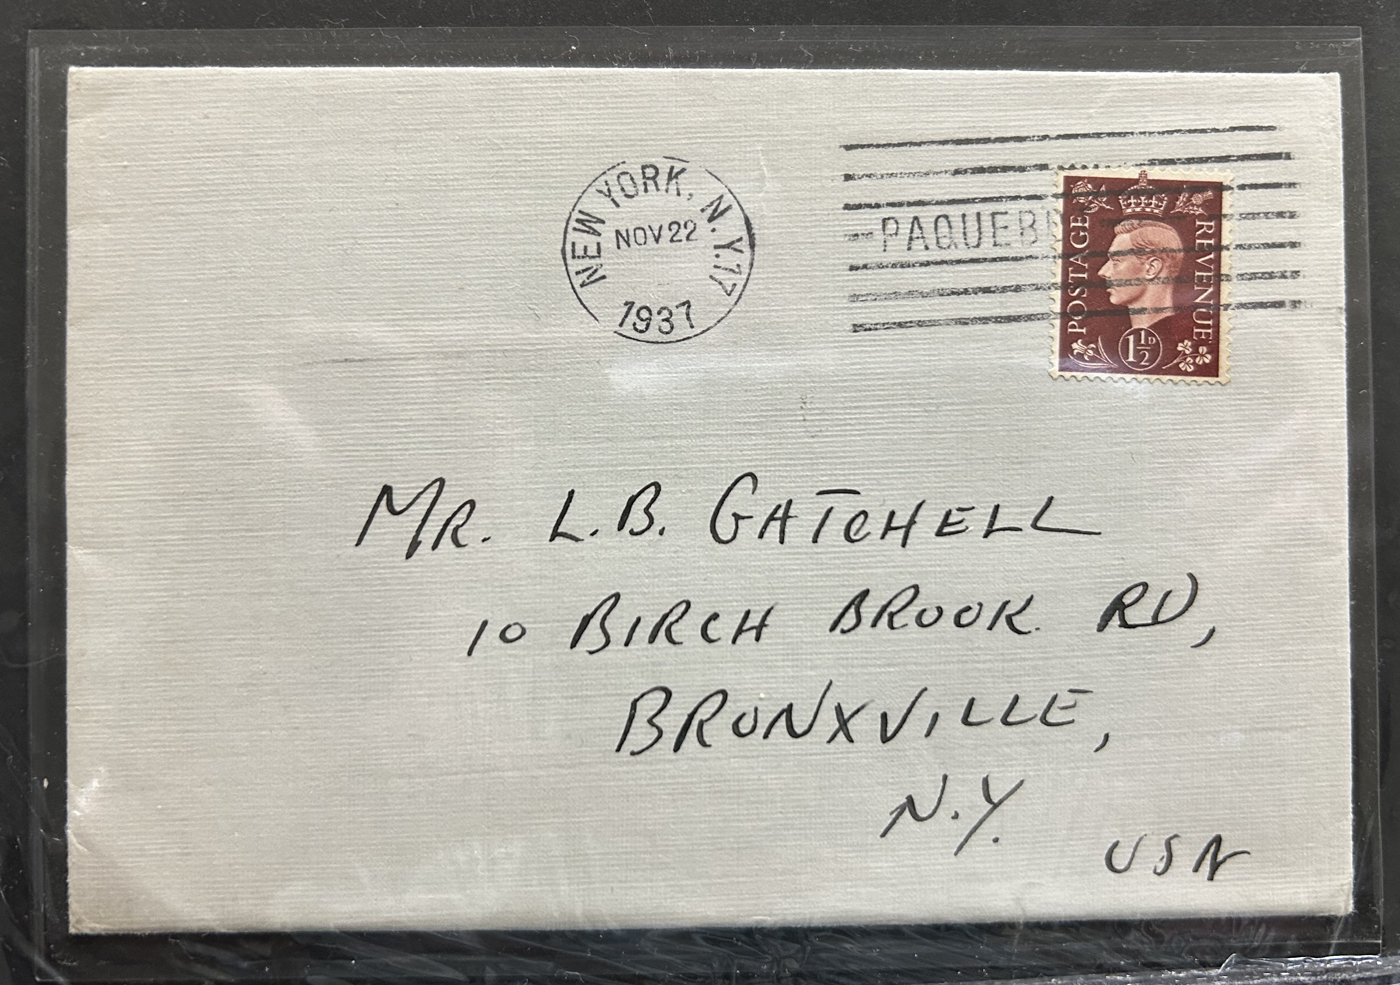 NEW YORK, N.Y. 17
NOV 22
1937
PAQUEB
POSTAGE
REVENUE
1½D
MR. L.B. GATCHELL
10 BIRCH BROOK RD,
BRONXVILLE,
N.Y.
USA